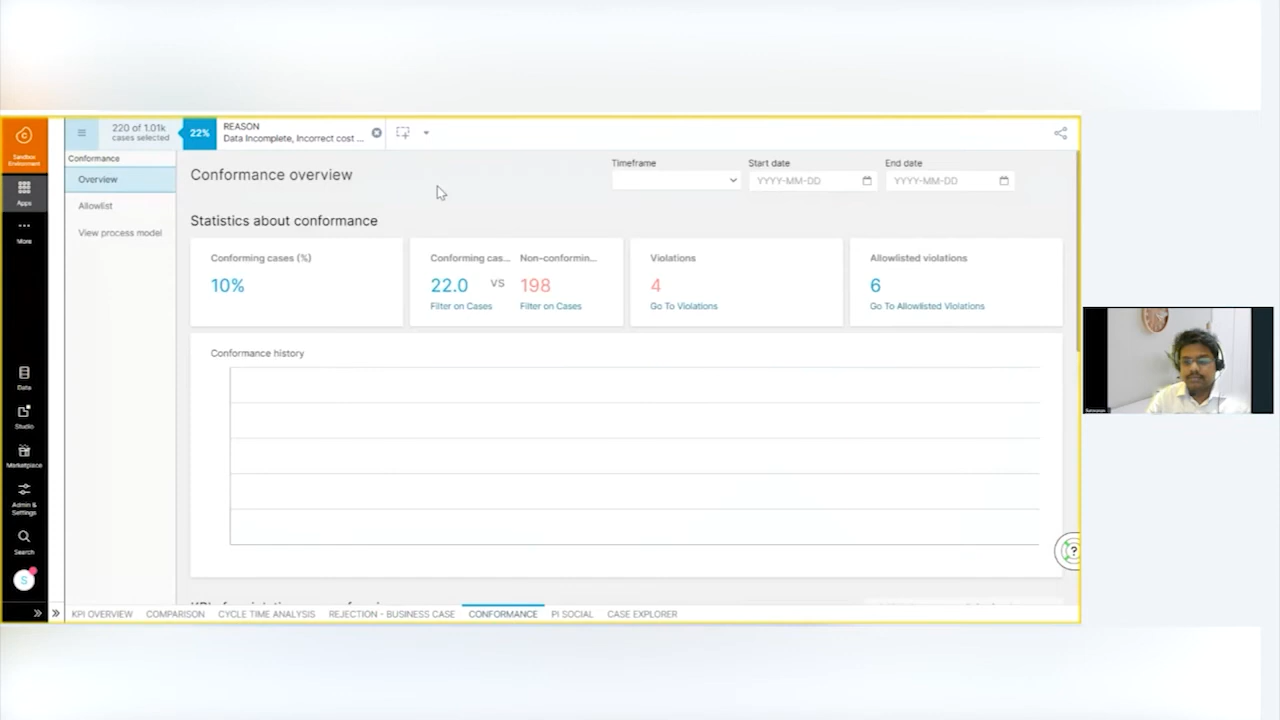 Sandbox
Environment
Apps
More
Data
Studio
Marketplace
Admin &
Settings
Search
S
220 of 1.01k
cases selected
22%
REASON
Data Incomplete, Incorrect cost ...
Conformance
Overview
Allowlist
View process model
Conformance overview
Timeframe
Start date
YYYY-MM-DD
End date
YYYY-MM-DD
Statistics about conformance
Conforming cases (%)
10%
Conforming cas...
22.0
Filter on Cases
VS
Non-conformin...
198
Filter on Cases
Violations
4
Go To Violations
Allowlisted violations
6
Go To Allowlisted Violations
Conformance history
?
KPI OVERVIEW COMPARISON CYCLE TIME ANALYSIS REJECTION - BUSINESS CASE CONFORMANCE PI SOCIAL CASE EXPLORER